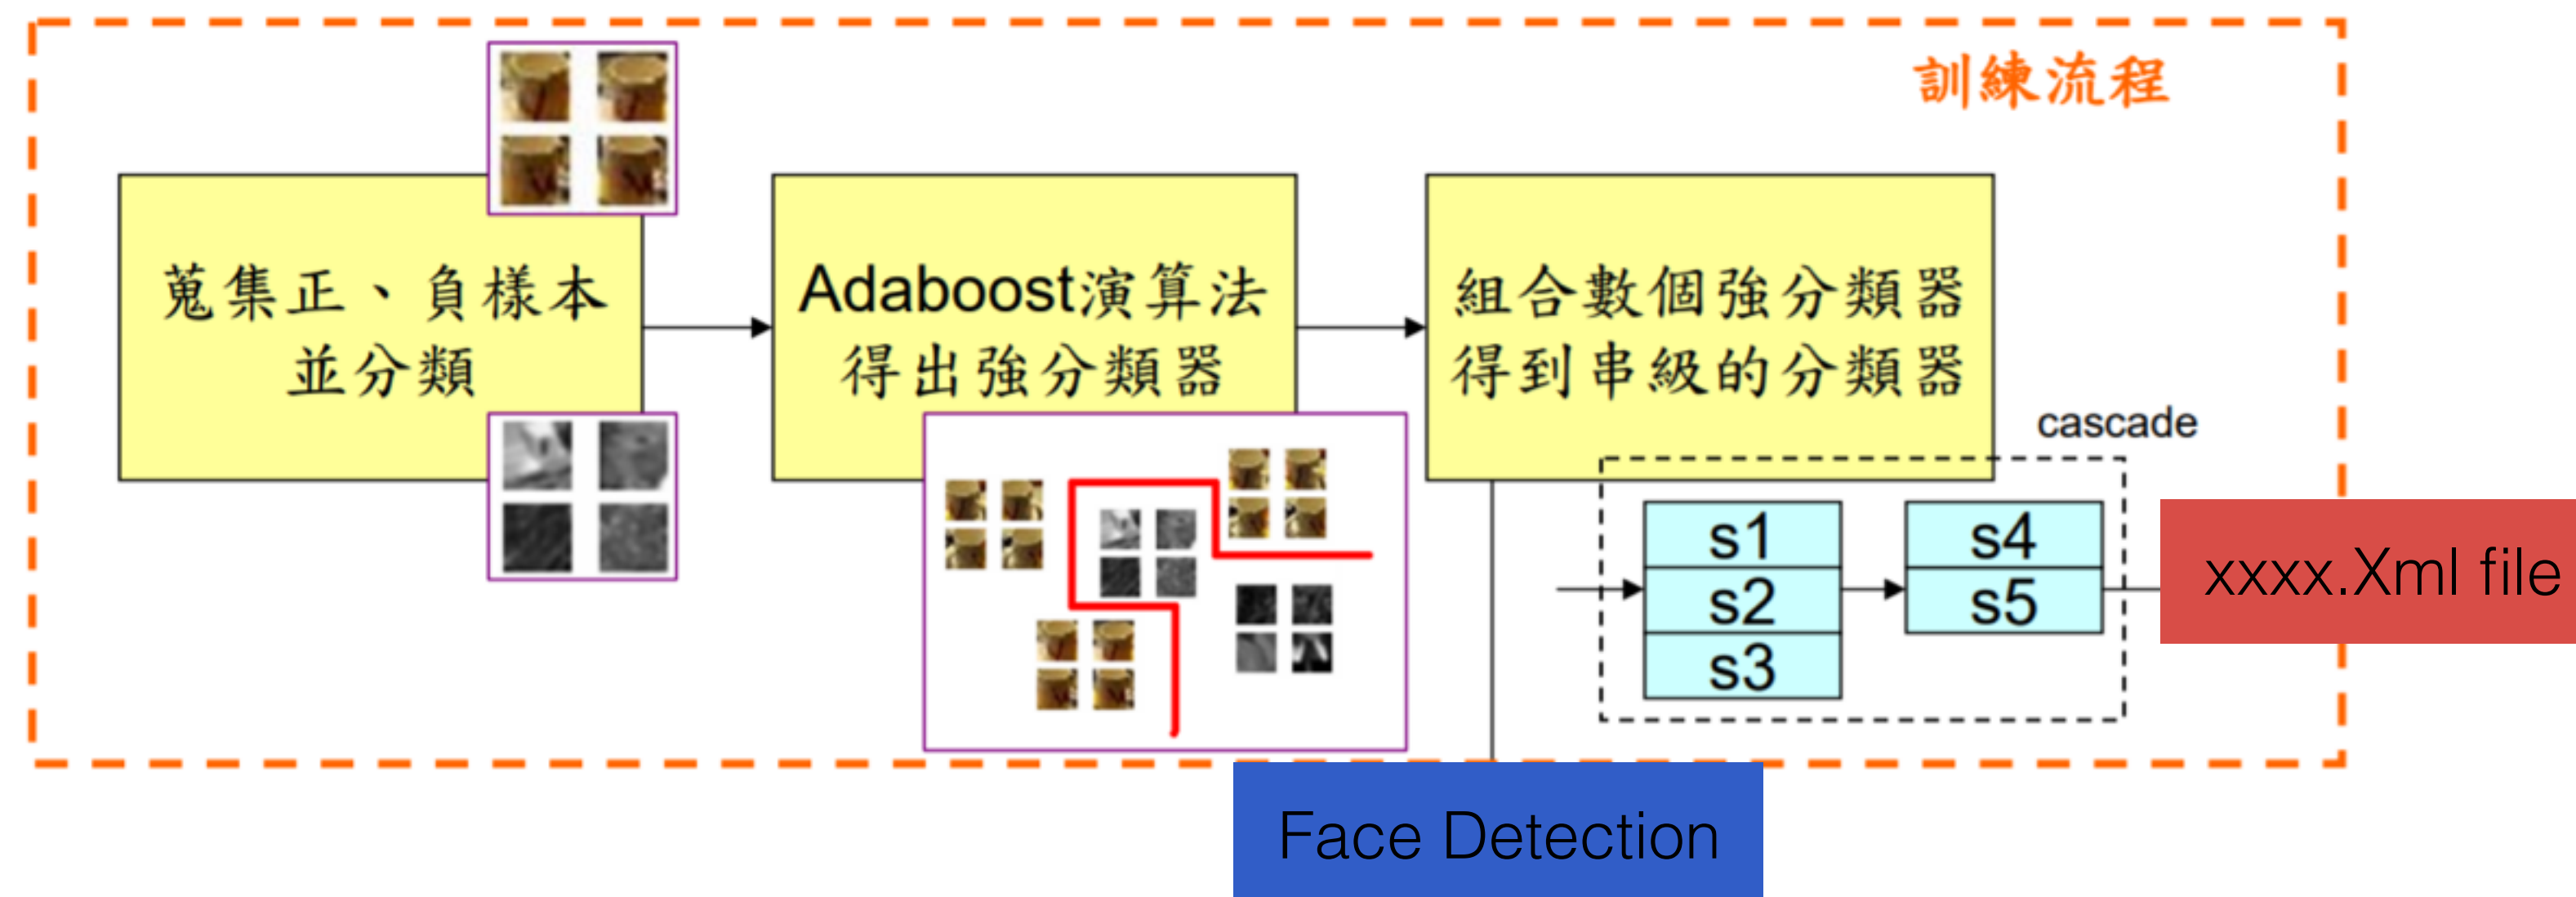 訓練流程
蒐集正、負樣本
並分類
Adaboost演算法
得出強分類器
組合數個強分類器
得到串級的分類器
cascade
s1
s2
s3
s4
s5
xxxx.Xml file
Face Detection